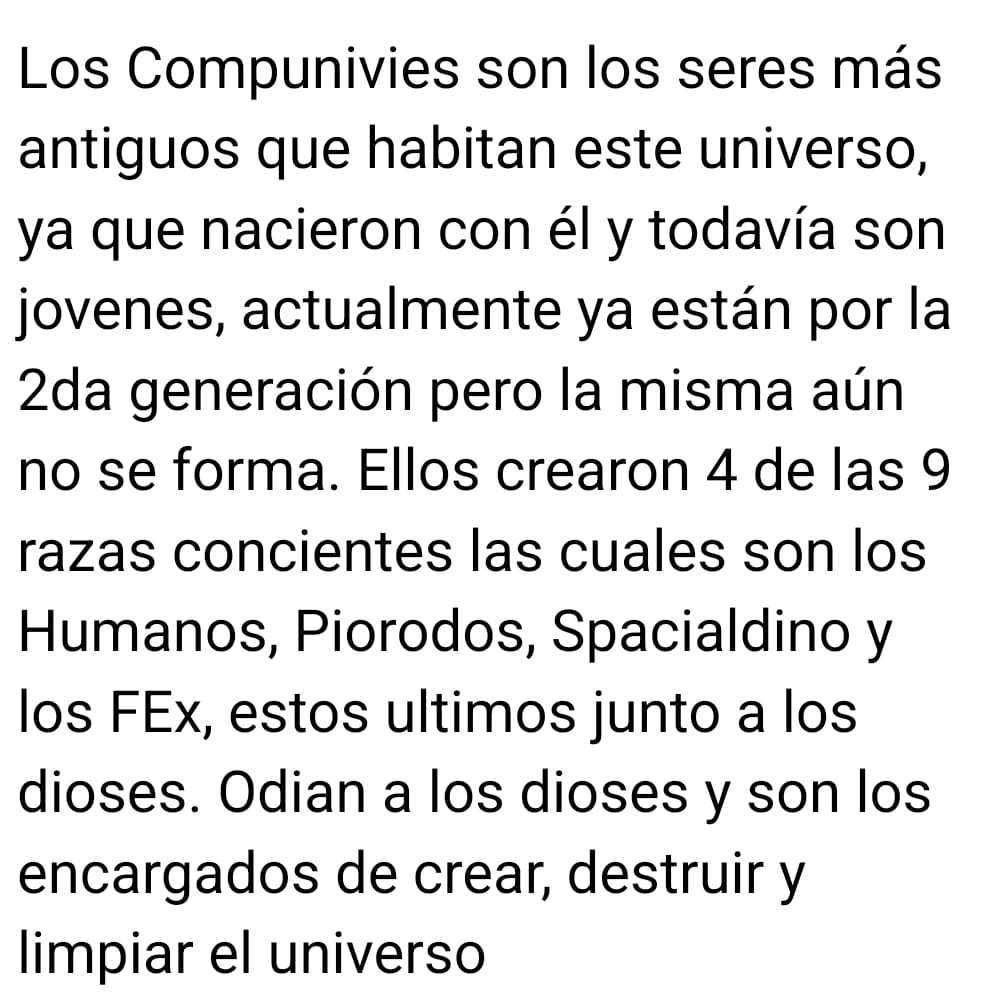 Los Compunivies son los seres más
antiguos que habitan este universo,
ya que nacieron con él y todavía son
jovenes, actualmente ya están por la
2da generación pero la misma aún
no se forma. Ellos crearon 4 de las 9
razas concientes las cuales son los
Humanos, Piorodos, Spacialdino y
los FEx, estos ultimos junto a los
dioses. Odian a los dioses y son los
encargados de crear, destruir y
limpiar el universo